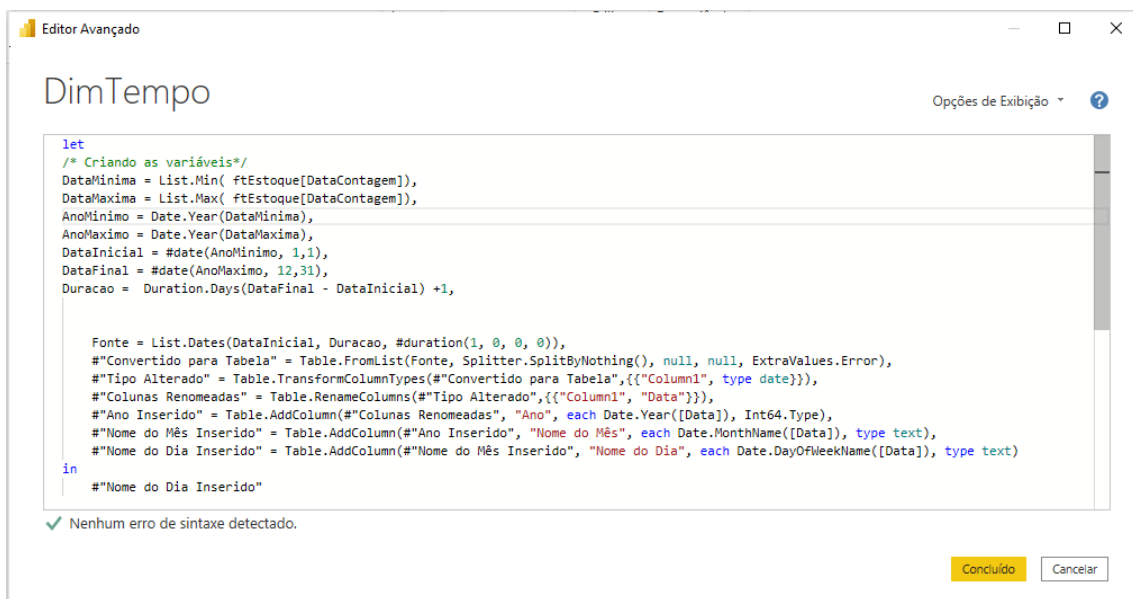 Editor Avançado
DimTempo
Opções de Exibição
let
/* Criando as variáveis*/
DataMinima = List.Min( ftEstoque[DataContagem]),
DataMaxima = List.Max( ftEstoque[DataContagem]),
AnoMinimo = Date.Year(DataMinima),
AnoMaximo = Date.Year(DataMaxima),
DataInicial = #date(AnoMinimo, 1,1),
DataFinal = #date(AnoMaximo, 12,31),
Duracao =  Duration.Days(DataFinal - DataInicial) +1,
Fonte = List.Dates(DataInicial, Duracao, #duration(1, 0, 0, 0)),
#"Convertido para Tabela" = Table.FromList(Fonte, Splitter.SplitByNothing(), null, null, ExtraValues.Error),
#"Tipo Alterado" = Table.TransformColumnTypes(#"Convertido para Tabela",{{"Column1", type date}}),
#"Colunas Renomeadas" = Table.RenameColumns(#"Tipo Alterado",{{"Column1", "Data"}}),
#"Ano Inserido" = Table.AddColumn(#"Colunas Renomeadas", "Ano", each Date.Year([Data]), Int64.Type),
#"Nome do Mês Inserido" = Table.AddColumn(#"Ano Inserido", "Nome do Mês", each Date.MonthName([Data]), type text),
#"Nome do Dia Inserido" = Table.AddColumn(#"Nome do Mês Inserido", "Nome do Dia", each Date.DayOfWeekName([Data]), type text)
in
#"Nome do Dia Inserido"
Nenhum erro de sintaxe detectado.
Concluído
Cancelar